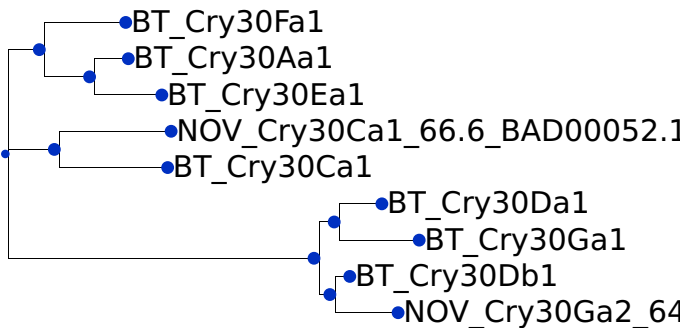 BT_Cry30Fa1
BT_Cry30Aa1
BT_Cry30Ea1
NOV_Cry30Ca1_66.6_BAD00052.1
BT_Cry30Ca1
BT_Cry30Da1
BT_Cry30Ga1
BT_Cry30Db1
NOV_Cry30Ga2_64